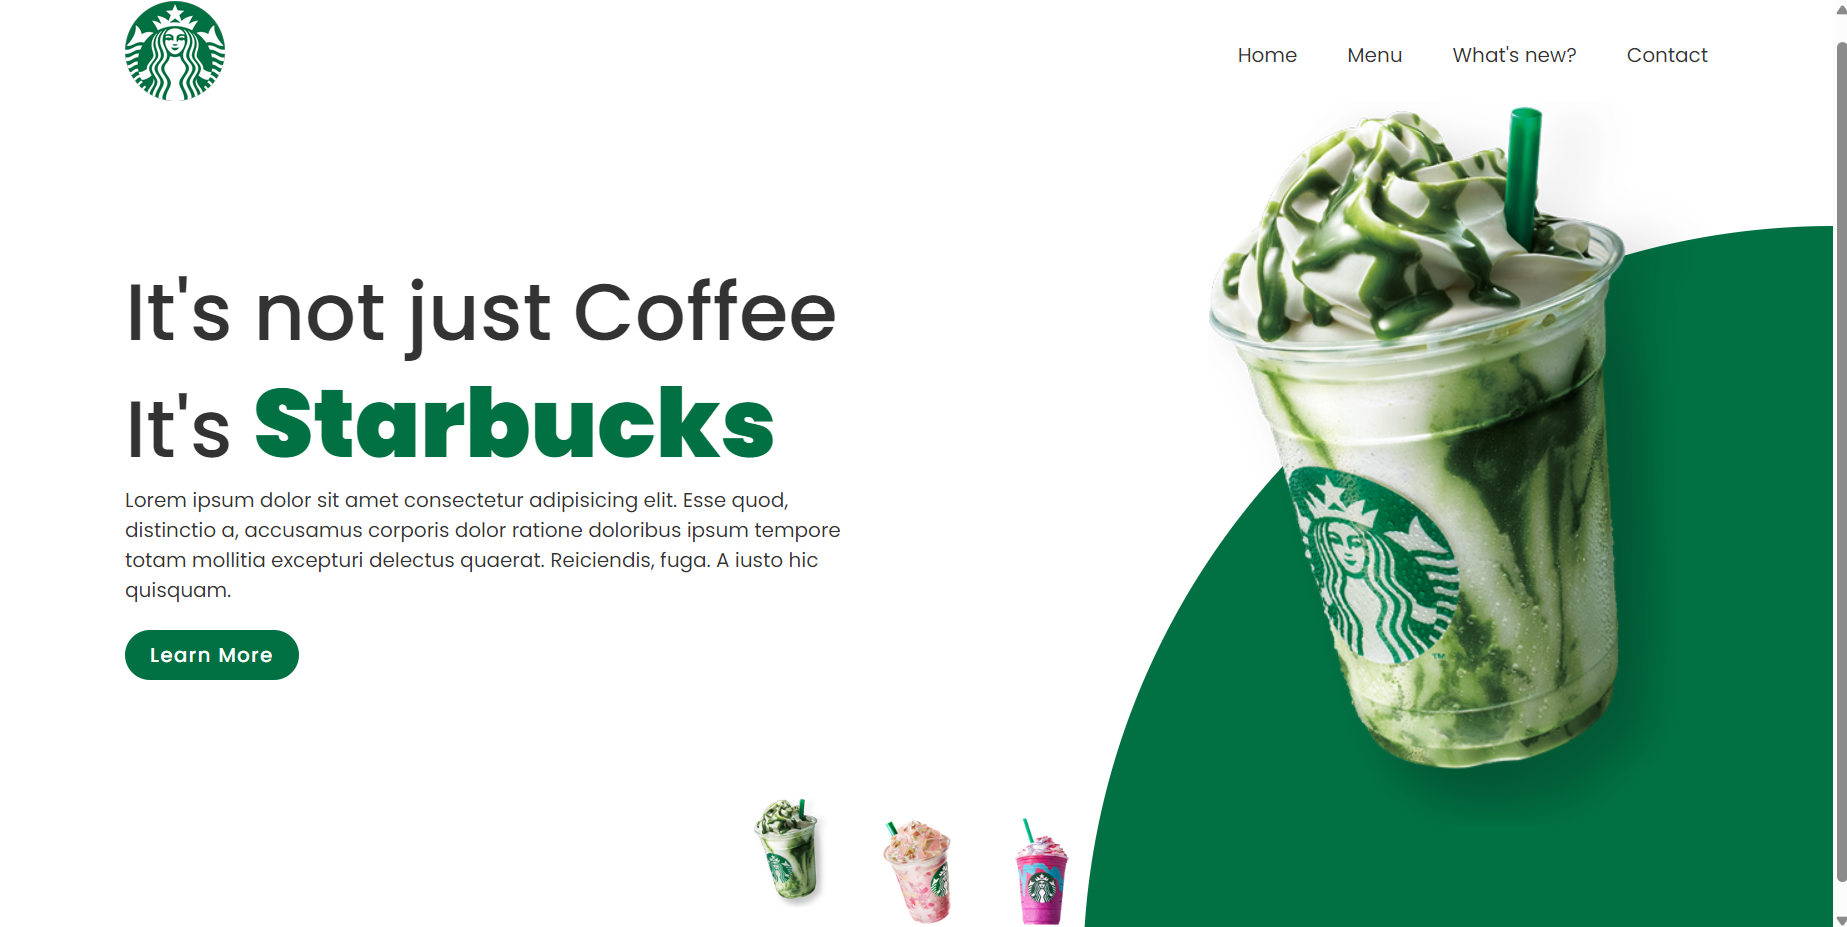 Home Menu What's new? Contact
It's not just Coffee
It's Starbucks
Lorem ipsum dolor sit amet consectetur adipisicing elit. Esse quod,
distinctio a, accusamus corporis dolor ratione doloribus ipsum tempore
totam mollitia excepturi delectus quaerat. Reiciendis, fuga. A iusto hic
quisquam.
Learn More
TM